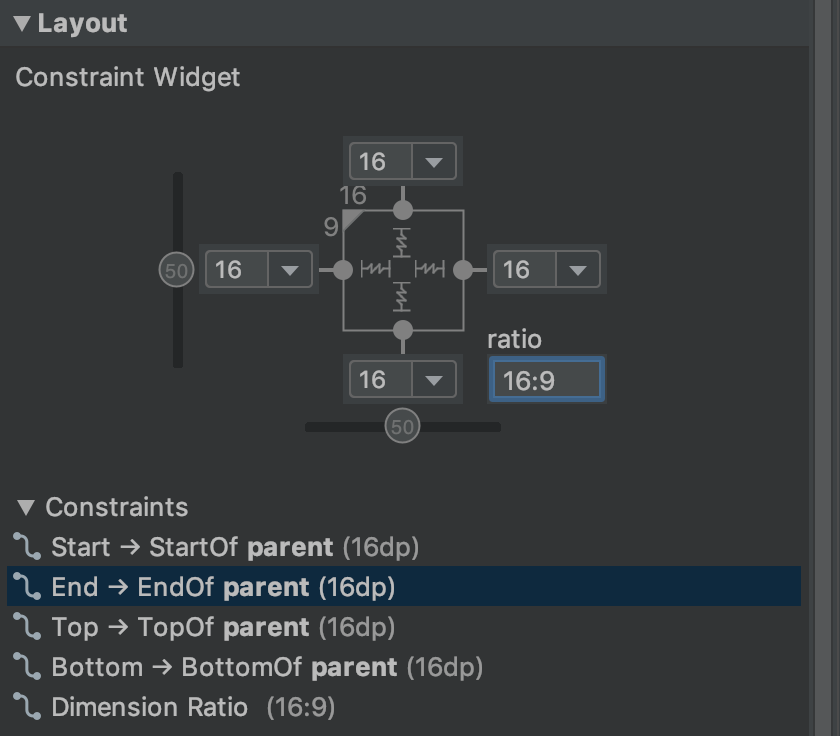 Layout
Constraint Widget
16
16
9
50
16
16
ratio
16
16:9
50
Constraints
Start → StartOf parent (16dp)
End → EndOf parent (16dp)
Top → TopOf parent (16dp)
Bottom → BottomOf parent (16dp)
Dimension Ratio (16:9)